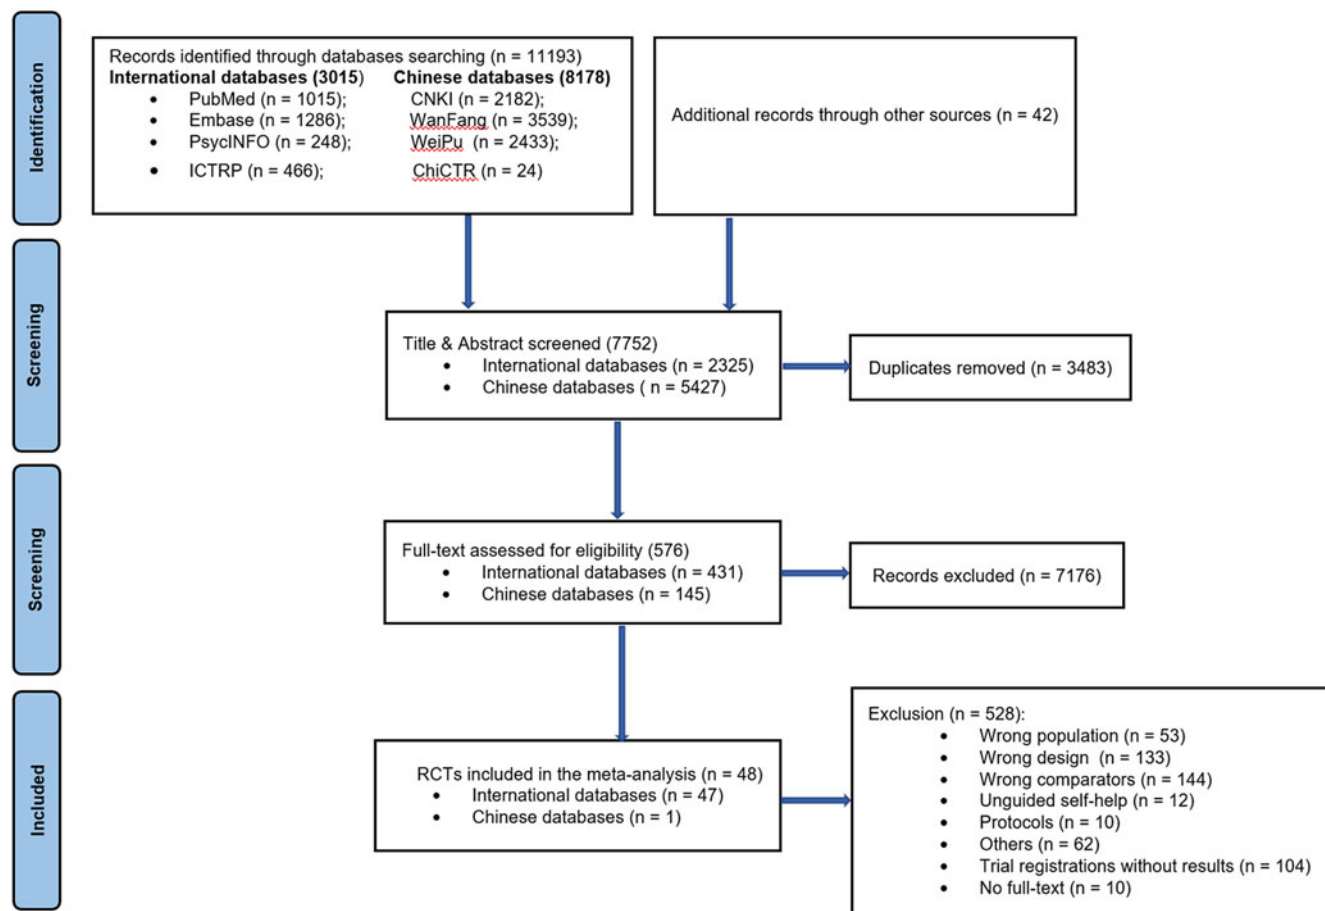 Identification
Records identified through databases searching (n = 11193)
International databases (3015) Chinese databases (8178)
• PubMed (n = 1015); CNKI (n = 2182);
• Embase (n = 1286); WanFang (n = 3539);
• PsycINFO (n = 248); WeiPu (n = 2433);
• ICTRP (n = 466); ChiCTR (n = 24)
Additional records through other sources (n = 42)
Screening
Title & Abstract screened (7752)
• International databases (n = 2325)
• Chinese databases ( n = 5427)
Duplicates removed (n = 3483)
Screening
Full-text assessed for eligibility (576)
• International databases (n = 431)
• Chinese databases (n = 145)
Records excluded (n = 7176)
Included
RCTs included in the meta-analysis (n = 48)
• International databases (n = 47)
• Chinese databases (n = 1)
Exclusion (n = 528):
• Wrong population (n = 53)
• Wrong design (n = 133)
• Wrong comparators (n = 144)
• Unguided self-help (n = 12)
• Protocols (n = 10)
• Others (n = 62)
• Trial registrations without results (n = 104)
• No full-text (n = 10)